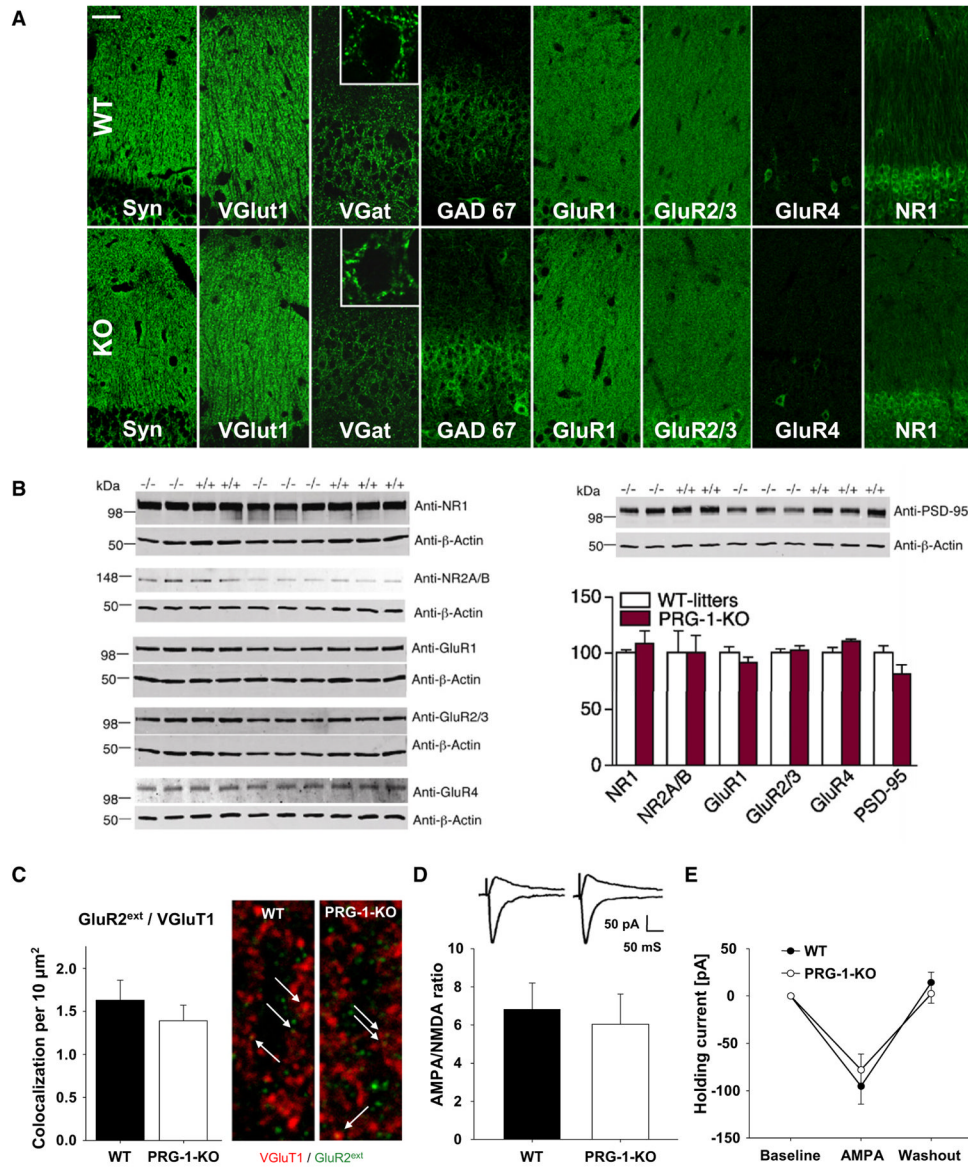 A
WT
Syn VGlut1 VGat GAD 67 GluR1 GluR2/3 GluR4 NR1
KO
Syn VGlut1 VGat GAD 67 GluR1 GluR2/3 GluR4 NR1
B
kDa -/- -/- +/+ +/+ -/- -/- -/- +/+ +/+ +/+
98 Anti-NR1
50 Anti-β-Actin
148 Anti-NR2A/B
50 Anti-β-Actin
98 Anti-GluR1
50 Anti-β-Actin
98 Anti-GluR2/3
50 Anti-β-Actin
98 Anti-GluR4
50 Anti-β-Actin
kDa -/- -/- +/+ +/+ -/- -/- -/- +/+ +/+ +/+
98 Anti-PSD-95
50 Anti-β-Actin
WT-litters
PRG-1-KO
100
50
0
NR1 NR2A/B GluR1 GluR2/3 GluR4 PSD-95
C
GluR2ext / VGluT1
Colocalization per 10 µm2
2.0
1.5
1.0
0.5
0.0
WT PRG-1-KO
WT PRG-1-KO
VGluT1 / GluR2ext
D
50 pA
50 mS
AMPA/NMDA ratio
10
8
6
4
2
0
WT PRG-1-KO
E
Holding current [pA]
50
0
-50
-100
-150
WT
PRG-1-KO
Baseline AMPA Washout